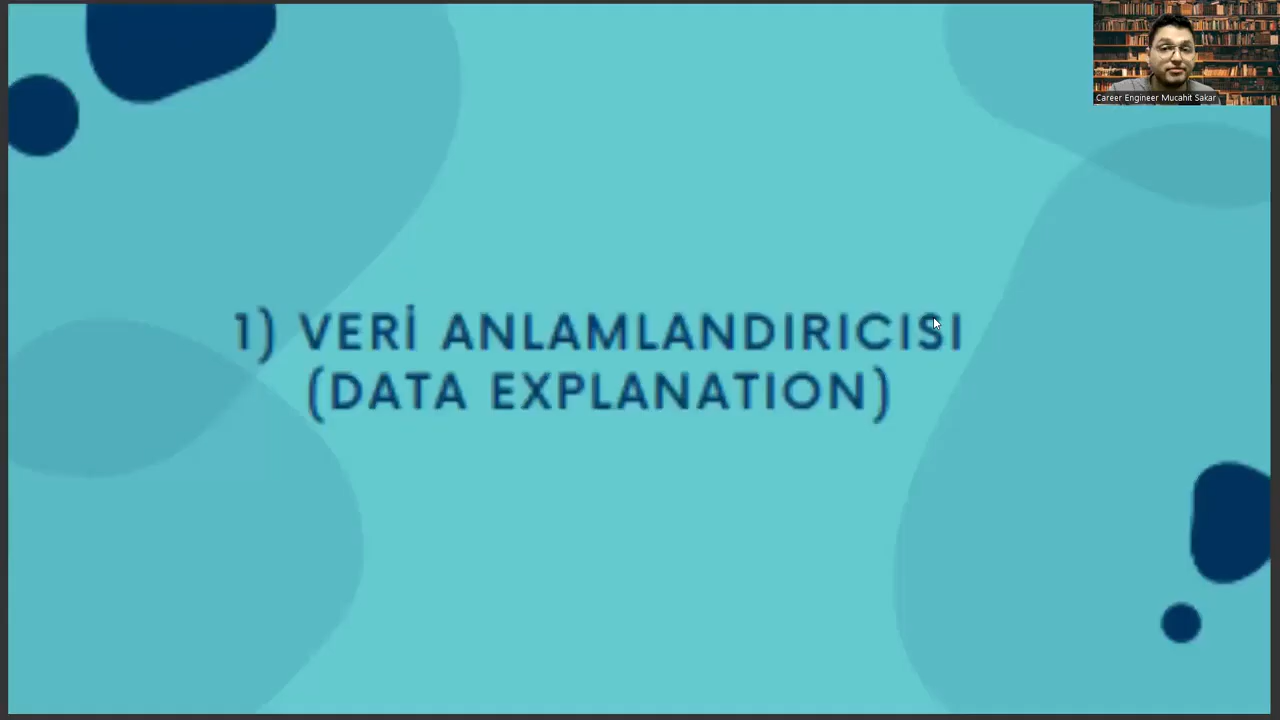 Career Engineer Mucahit Sakar
1) VERİ ANLAMLANDIRICISI
(DATA EXPLANATION)